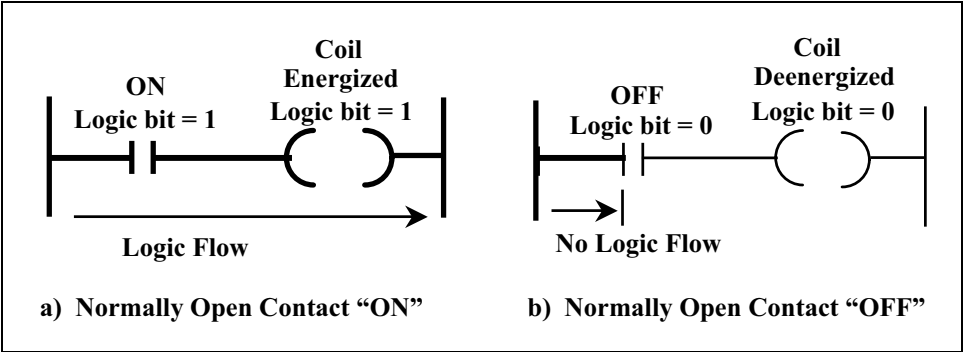 ON
Logic bit = 1
Coil
Energized
Logic bit = 1
Logic Flow
a) Normally Open Contact “ON”
OFF
Logic bit = 0
Coil
Deenergized
Logic bit = 0
No Logic Flow
b) Normally Open Contact “OFF”